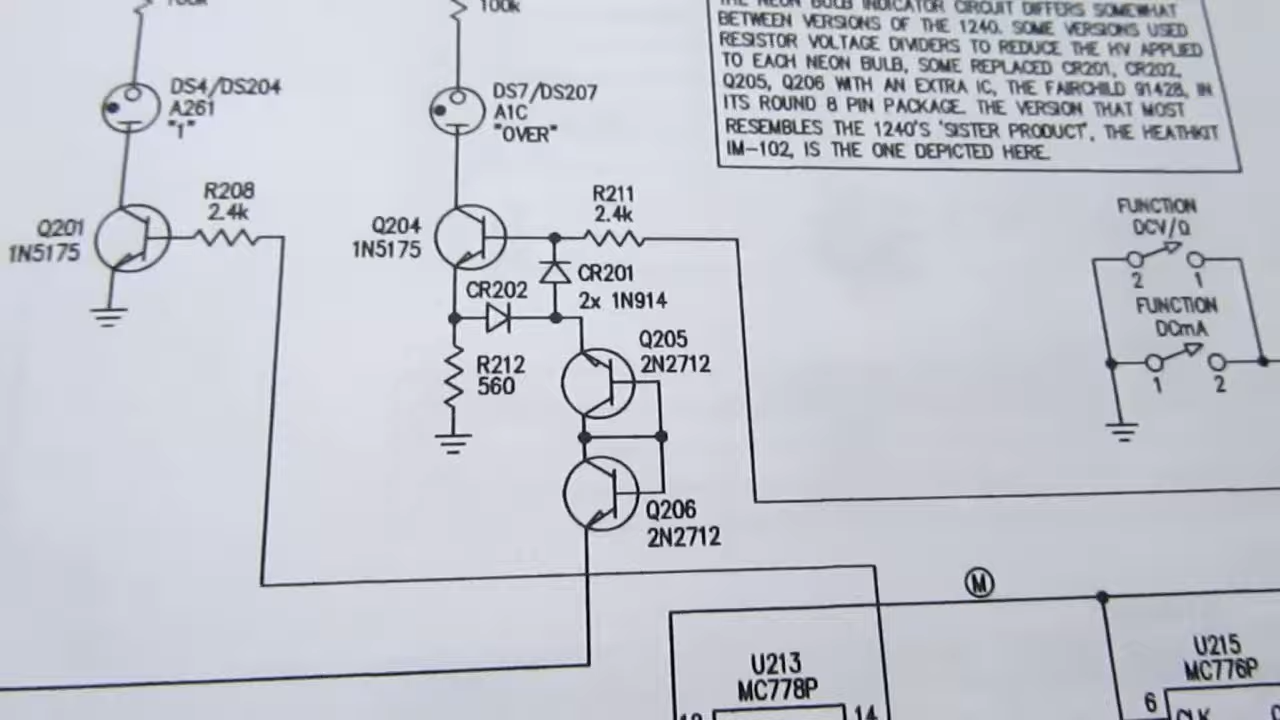 100k
100k
THE NEON BULB INDICATOR CIRCUIT DIFFERS SOMEWHAT
BETWEEN VERSIONS OF THE 1240. SOME VERSIONS USED
RESISTOR VOLTAGE DIVIDERS TO REDUCE THE HV APPLIED
TO EACH NEON BULB, SOME REPLACED CR201, CR202,
Q205, Q206 WITH AN EXTRA IC, THE FAIRCHILD 91428, IN
ITS ROUND 8 PIN PACKAGE. THE VERSION THAT MOST
RESEMBLES THE 1240'S 'SISTER PRODUCT', THE HEATHKIT
IM-102, IS THE ONE DEPICTED HERE.
DS4/DS204
A261
"1"
DS7/DS207
A1C
"OVER"
R208
2.4k
Q201
1N5175
R211
2.4k
Q204
1N5175
CR201
2x 1N914
CR202
R212
560
Q205
2N2712
Q206
2N2712
FUNCTION
DCV/Ω
2
1
FUNCTION
DCmA
1
2
M
U213
MC778P
14
U215
MC776P
6
CLK